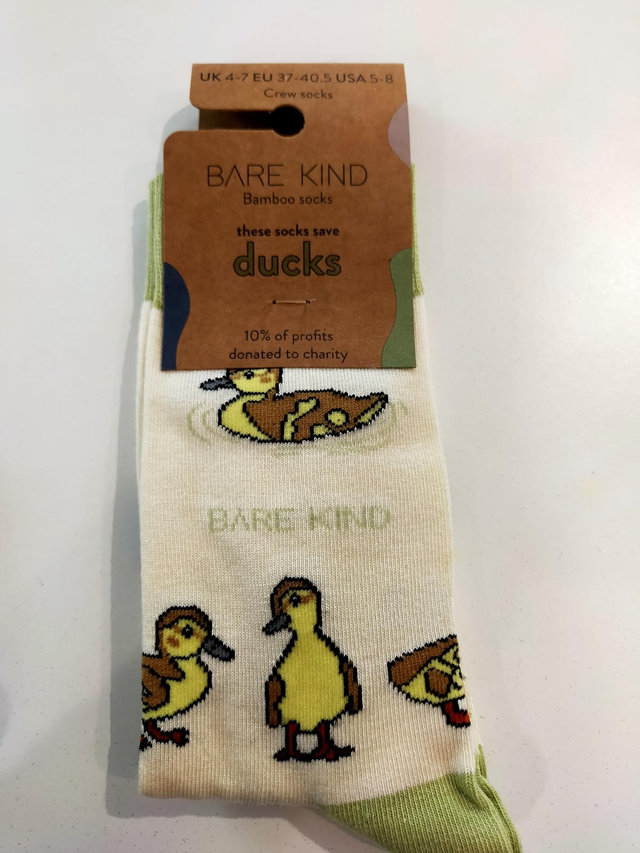 UK 4-7 EU 37-40.5 USA 5-8
Crew socks
BARE KIND
Bamboo socks
these socks save
ducks
10% of profits
donated to charity
BARE KIND